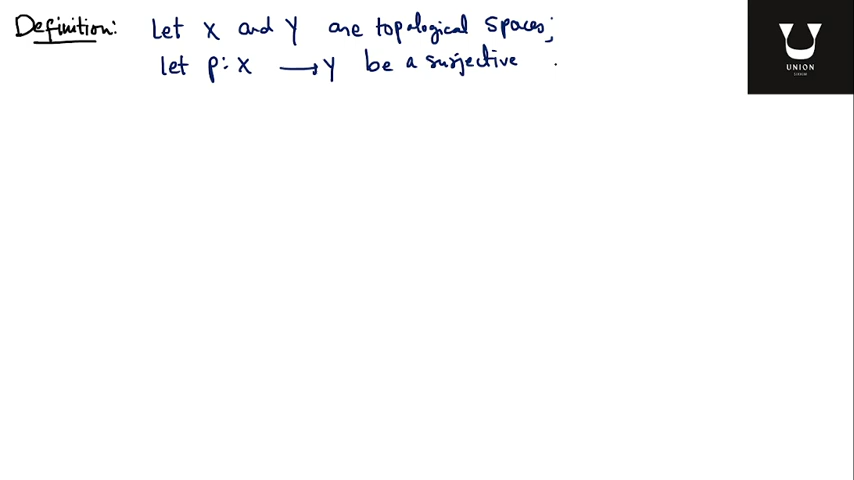 Definition: Let X and Y are topological spaces;
let p: X ⟶ Y be a surjective
UNION